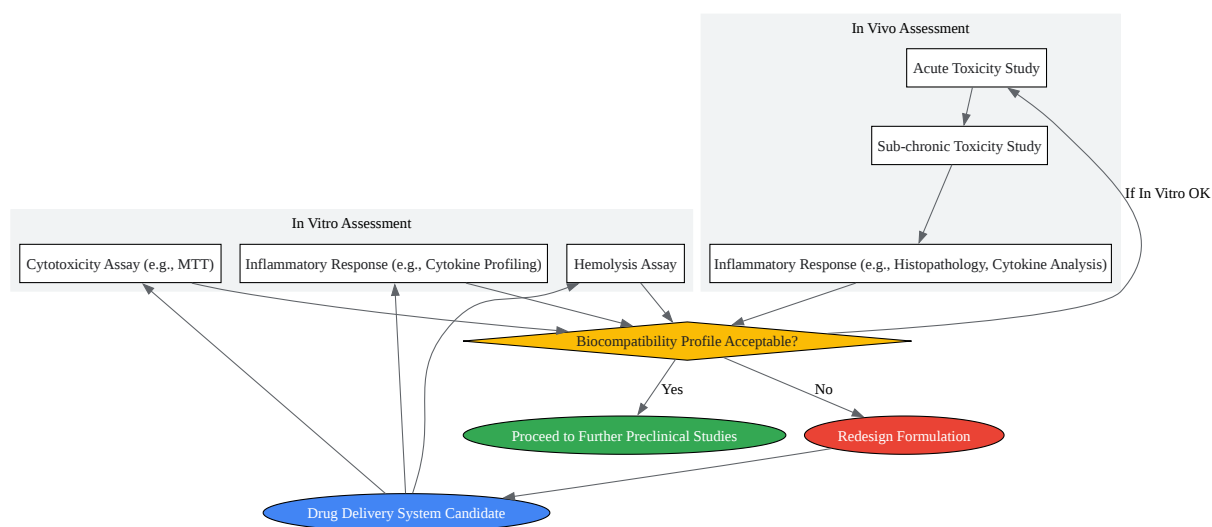 In Vivo Assessment
Acute Toxicity Study
Sub-chronic Toxicity Study
If In Vitro OK
In Vitro Assessment
Cytotoxicity Assay (e.g., MTT)
Inflammatory Response (e.g., Cytokine Profiling)
Hemolysis Assay
Inflammatory Response (e.g., Histopathology, Cytokine Analysis)
Biocompatibility Profile Acceptable?
Yes
No
Proceed to Further Preclinical Studies
Redesign Formulation
Drug Delivery System Candidate